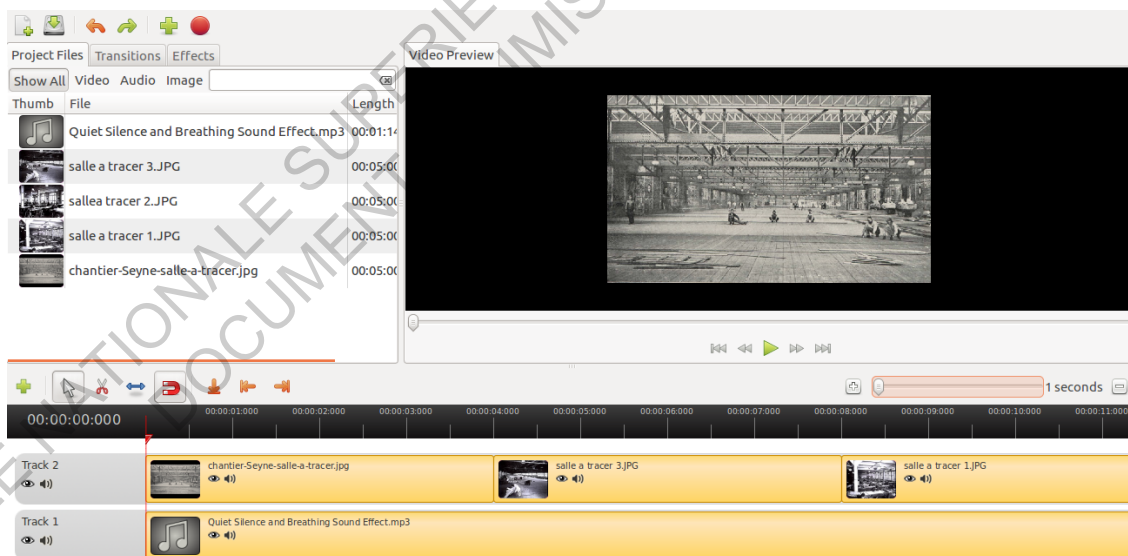 Project Files Transitions Effects
Video Preview
Show All Video Audio Image
Thumb File Length
Quiet Silence and Breathing Sound Effect.mp3 00:01:14
salle a tracer 3.JPG 00:05:00
sallea tracer 2.JPG 00:05:00
salle a tracer 1.JPG 00:05:00
chantier-Seyne-salle-a-tracer.jpg 00:05:00
1 seconds
00:00:00:000 00:00:01:000 00:00:02:000 00:00:03:000 00:00:04:000 00:00:05:000 00:00:06:000 00:00:07:000 00:00:08:000 00:00:09:000 00:00:10:000 00:00:11:000
Track 2 chantier-Seyne-salle-a-tracer.jpg salle a tracer 3.JPG salle a tracer 1.JPG
Track 1 Quiet Silence and Breathing Sound Effect.mp3
NATIONALE SUPERIE
DOCUMENT
MIS